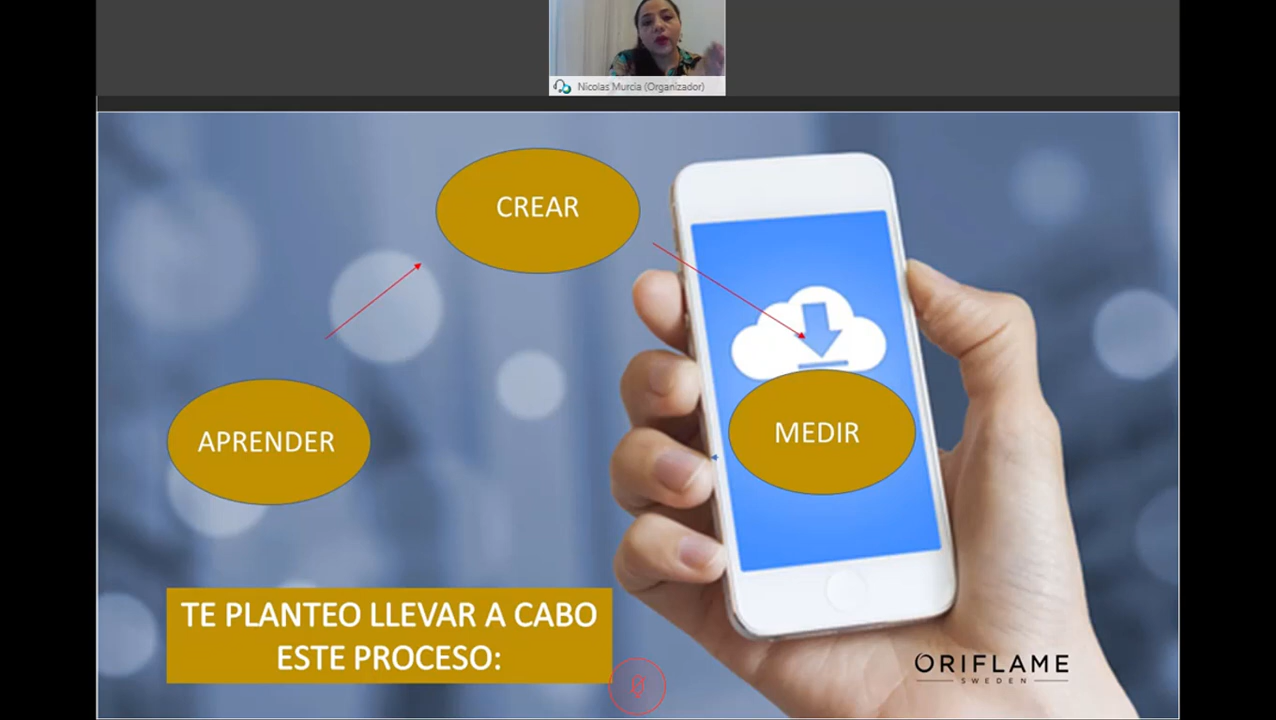 Nicolas Murcia (Organizador)
CREAR
APRENDER
MEDIR
TE PLANTEO LLEVAR A CABO
ESTE PROCESO:
ORIFLAME
SWEDEN